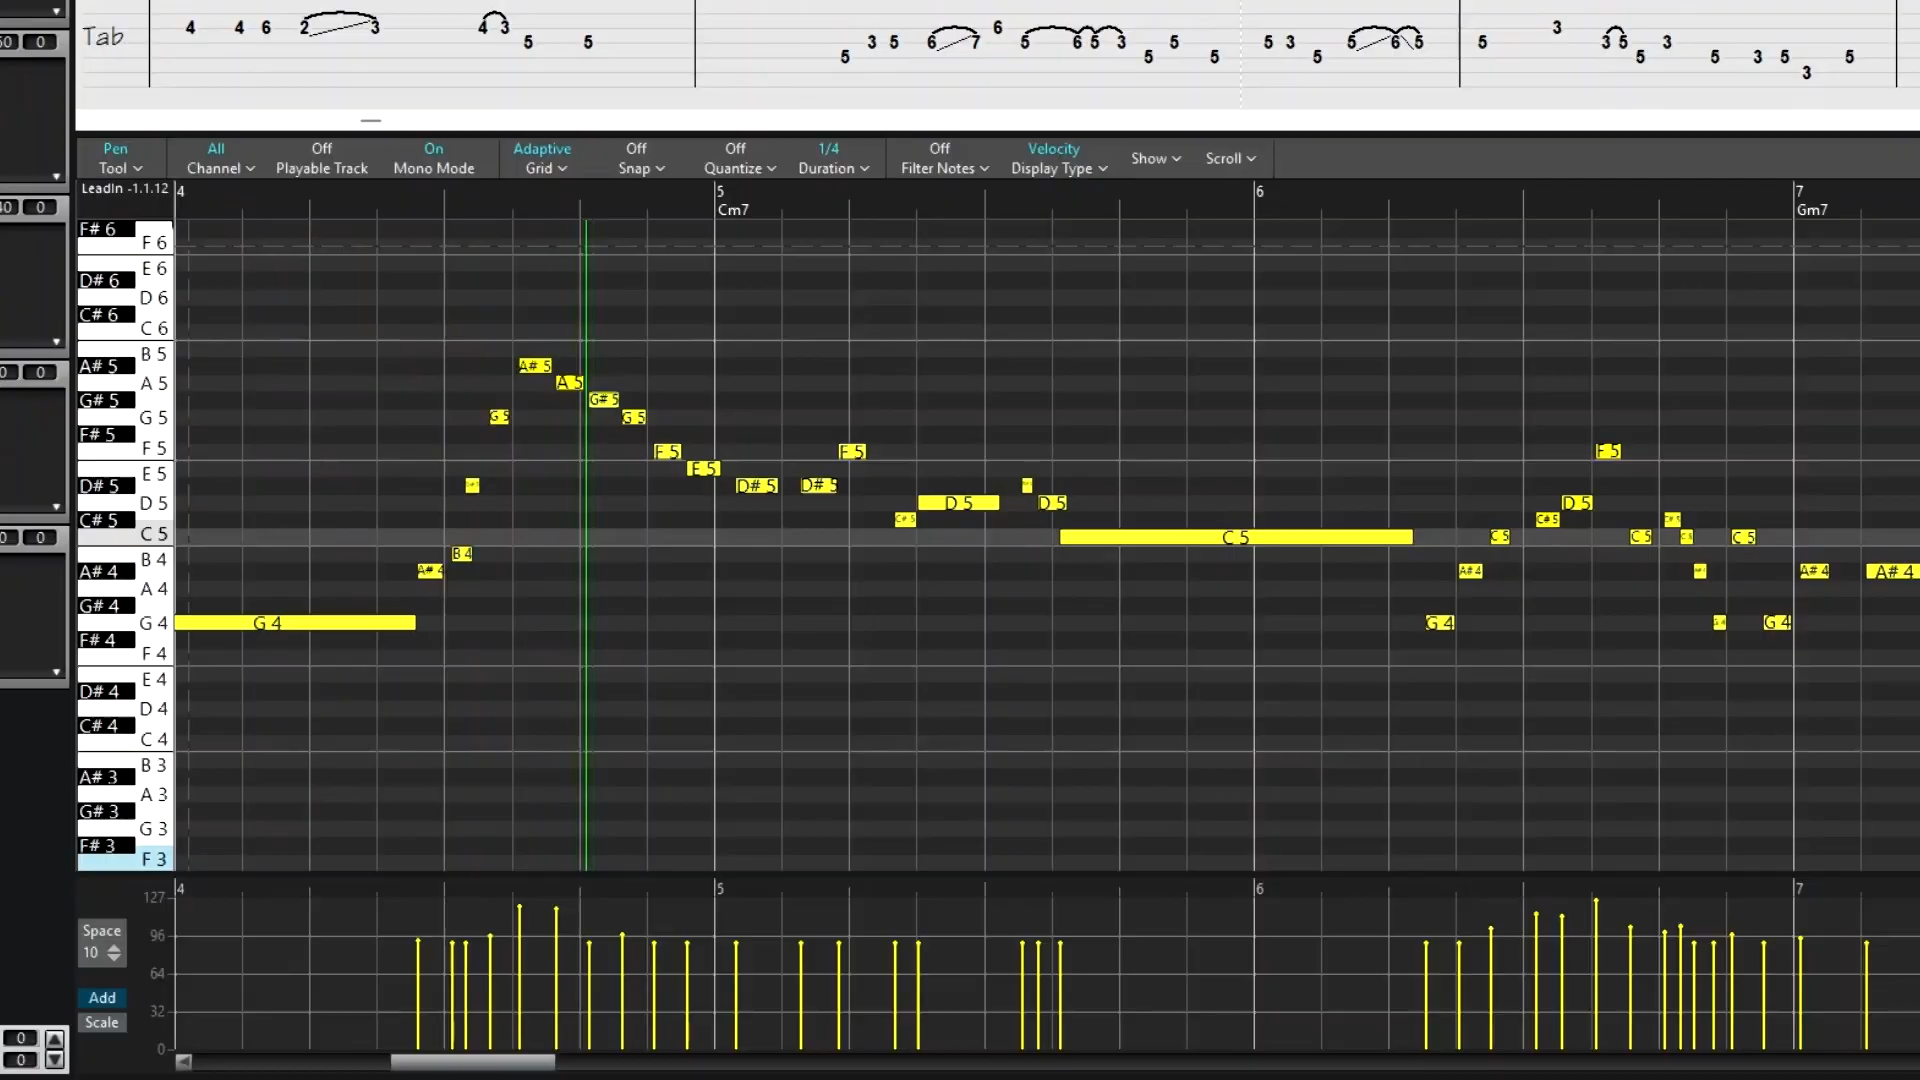 4 4 6 2 3 4 3 6 3
Tab 5 5 3 5 6 7 5 6 5 3 5 5 3 5 6 5 5 3 5 3
5 5 5 5 5 5 3 5 5
3
50 0
Pen All Off On Adaptive Off Off 1/4 Off Velocity
Tool Channel Playable Track Mono Mode Grid Snap Quantize Duration Filter Notes Display Type Show Scroll
LeadIn -1.1.12 4 5 6 7
Cm7 Gm7
40 0
F# 6
F 6
E 6
D# 6
D 6
C# 6
C 6
B 5
A# 5 A# 5
0 0
A 5 A 5
G# 5 G# 5
G 5 G 5 G 5
F# 5
F 5 F 5 F 5 F 5
E 5 E 5
D# 5 D# 5 D# 5
D 5 D 5 D 5 D 5
C# 5 C# 5 C# 5 C# 5
C 5 C 5 C 5 C 5 C 5
0 0
B 4 B 4
A# 4 A# 4 A# 4 A# 4 A# 4
A 4
G# 4
G 4 G 4 G 4 G 4
F# 4
F 4
E 4
D# 4
D 4
C# 4
C 4
B 3
A# 3
A 3
G# 3
G 3
F# 3
F 3
4 5 6 7
127
Space
96
10
64
Add
32
Scale
0
0
0